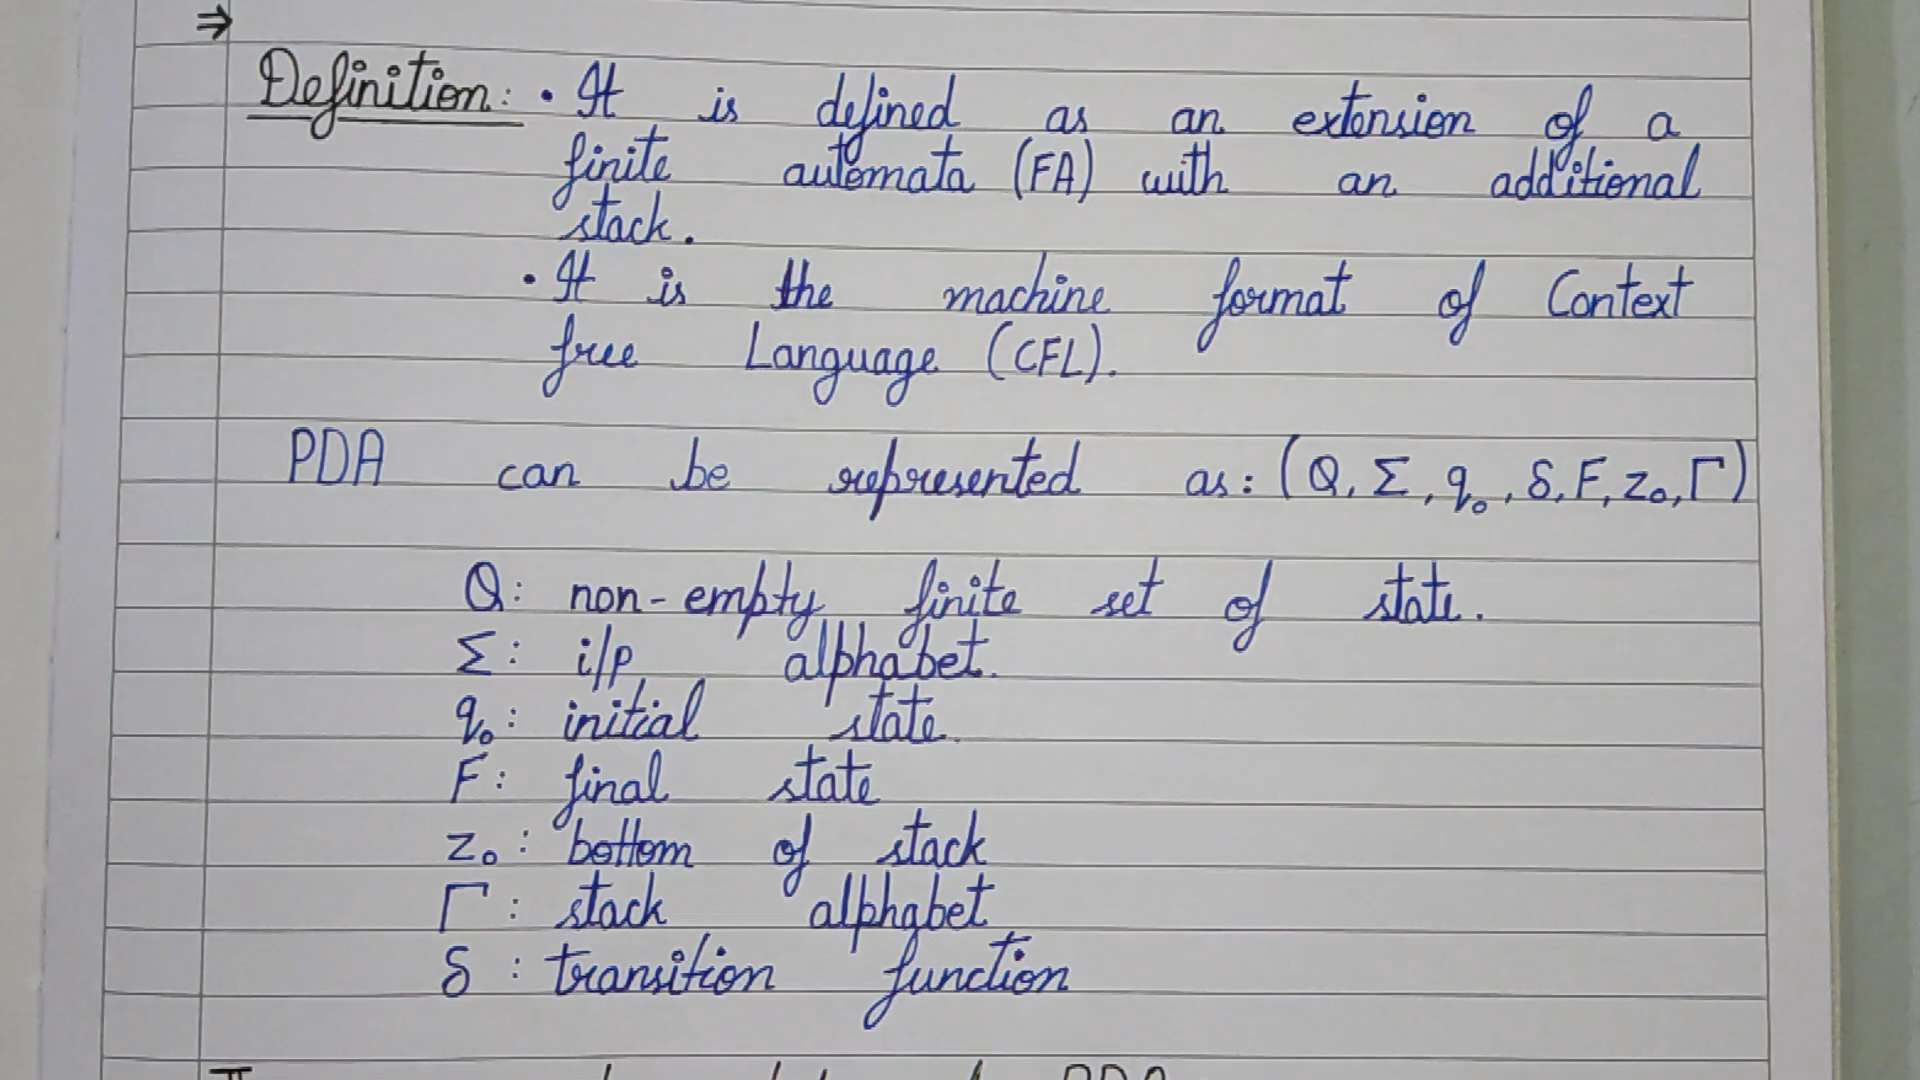 ⇒
Definition: • It is defined as an extension of a
finite automata (FA) with an additional
stack.
• It is the machine format of Context
free Language (CFL).
PDA can be represented as: (Q, Σ, q₀, δ, F, z₀, Γ)
Q: non-empty finite set of state.
Σ: i/p alphabet.
q₀: initial state.
F: final state
z₀: bottom of stack
Γ: stack alphabet
δ: transition function
PDA